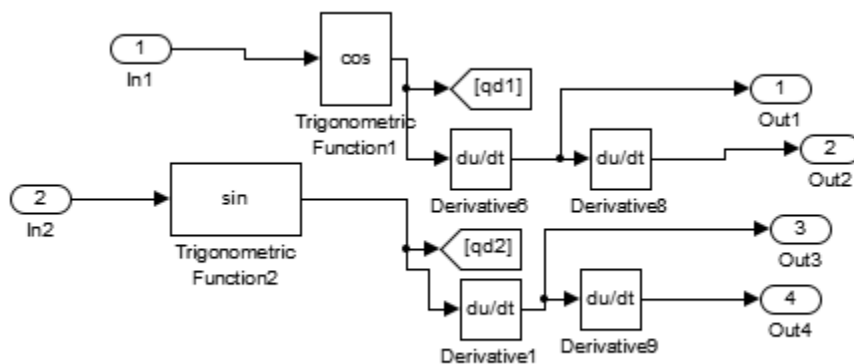 1
In1
cos
Trigonometric
Function1
[qd1]
1
Out1
du/dt
Derivative6
du/dt
Derivative8
2
Out2
2
In2
sin
Trigonometric
Function2
[qd2]
3
Out3
du/dt
Derivative1
du/dt
Derivative9
4
Out4